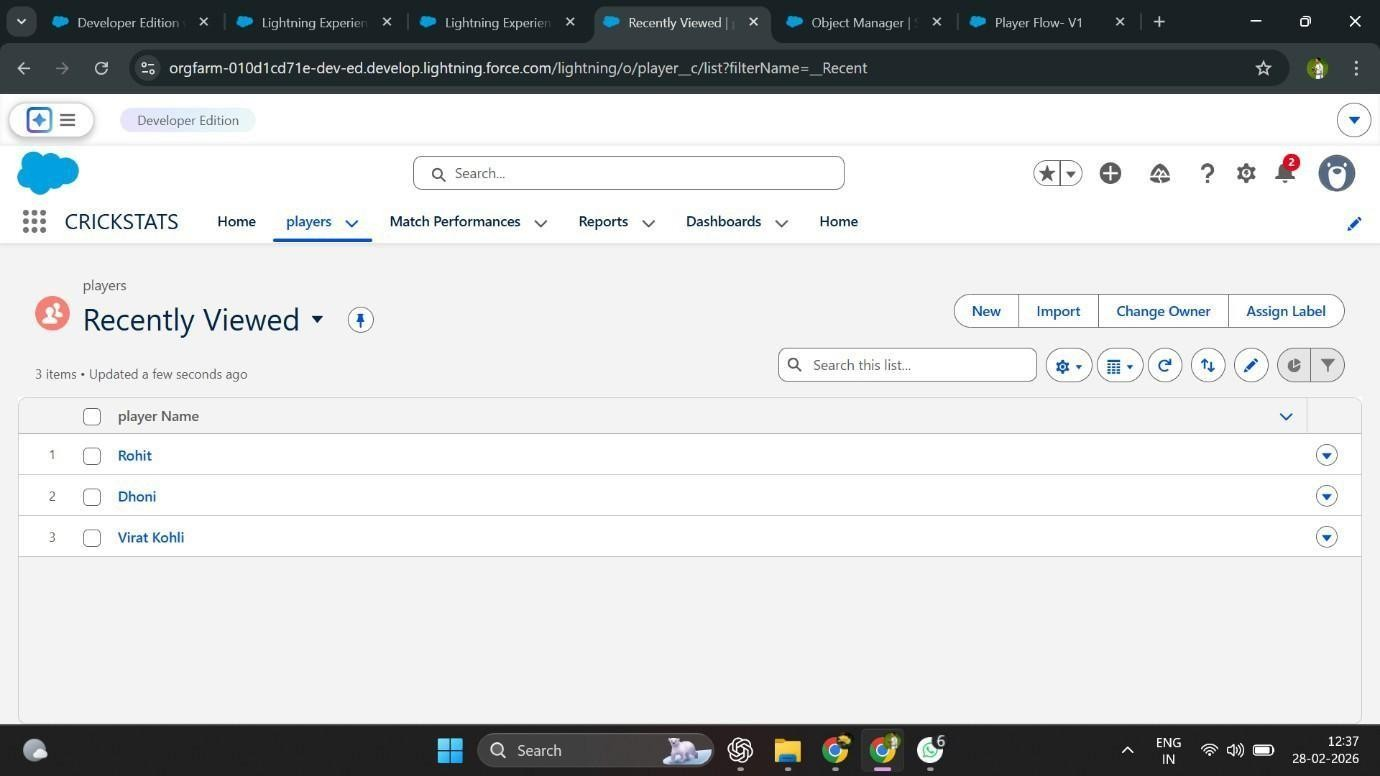 Developer Edition
Lightning Experien
Lightning Experien
Recently Viewed |
Object Manager |
Player Flow- V1
orgfarm-010d1cd71e-dev-ed.develop.lightning.force.com/lightning/o/player__c/list?filterName=__Recent
Developer Edition
Search...
2
CRICKSTATS Home players Match Performances Reports Dashboards Home
players
Recently Viewed
New Import Change Owner Assign Label
3 items • Updated a few seconds ago
Search this list...
player Name
1 Rohit
2 Dhoni
3 Virat Kohli
Search
6
ENG
IN
12:37
28-02-2026